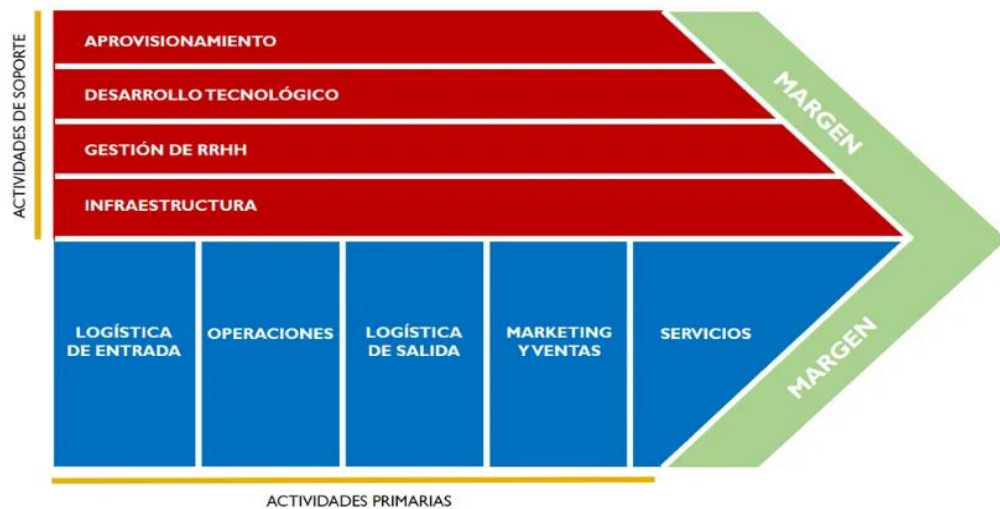 ACTIVIDADES DE SOPORTE
APROVISIONAMIENTO
DESARROLLO TECNOLÓGICO
GESTIÓN DE RRHH
INFRAESTRUCTURA
MARGEN
LOGÍSTICA
DE ENTRADA
OPERACIONES
LOGÍSTICA
DE SALIDA
MARKETING
Y VENTAS
SERVICIOS
MARGEN
ACTIVIDADES PRIMARIAS